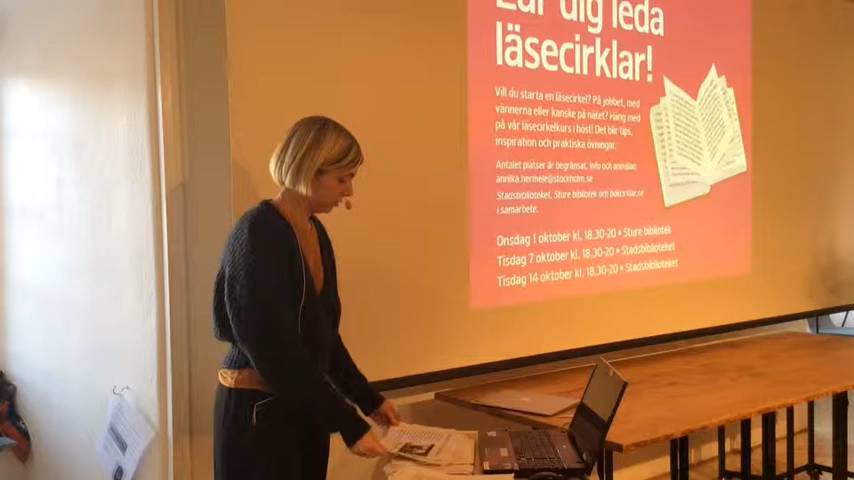 Lär dig leda
läsecirklar!
Vill du starta en läsecirkel? På jobbet, med
vännerna eller kanske på nätet? Häng med
på vår läsecirkelkurs i höst! Det blir tips,
inspiration och praktiska övningar.
Antalet platser är begränsat. Info och anmälan:
annika.hermele@stockholm.se
Stadsbiblioteket, Sture bibliotek och bokcirklar.se
i samarbete.
Onsdag 1 oktober kl. 18.30-20 • Sture bibliotek
Tisdag 7 oktober kl. 18.30-20 • Stadsbiblioteket
Tisdag 14 oktober kl. 18.30-20 • Stadsbiblioteket